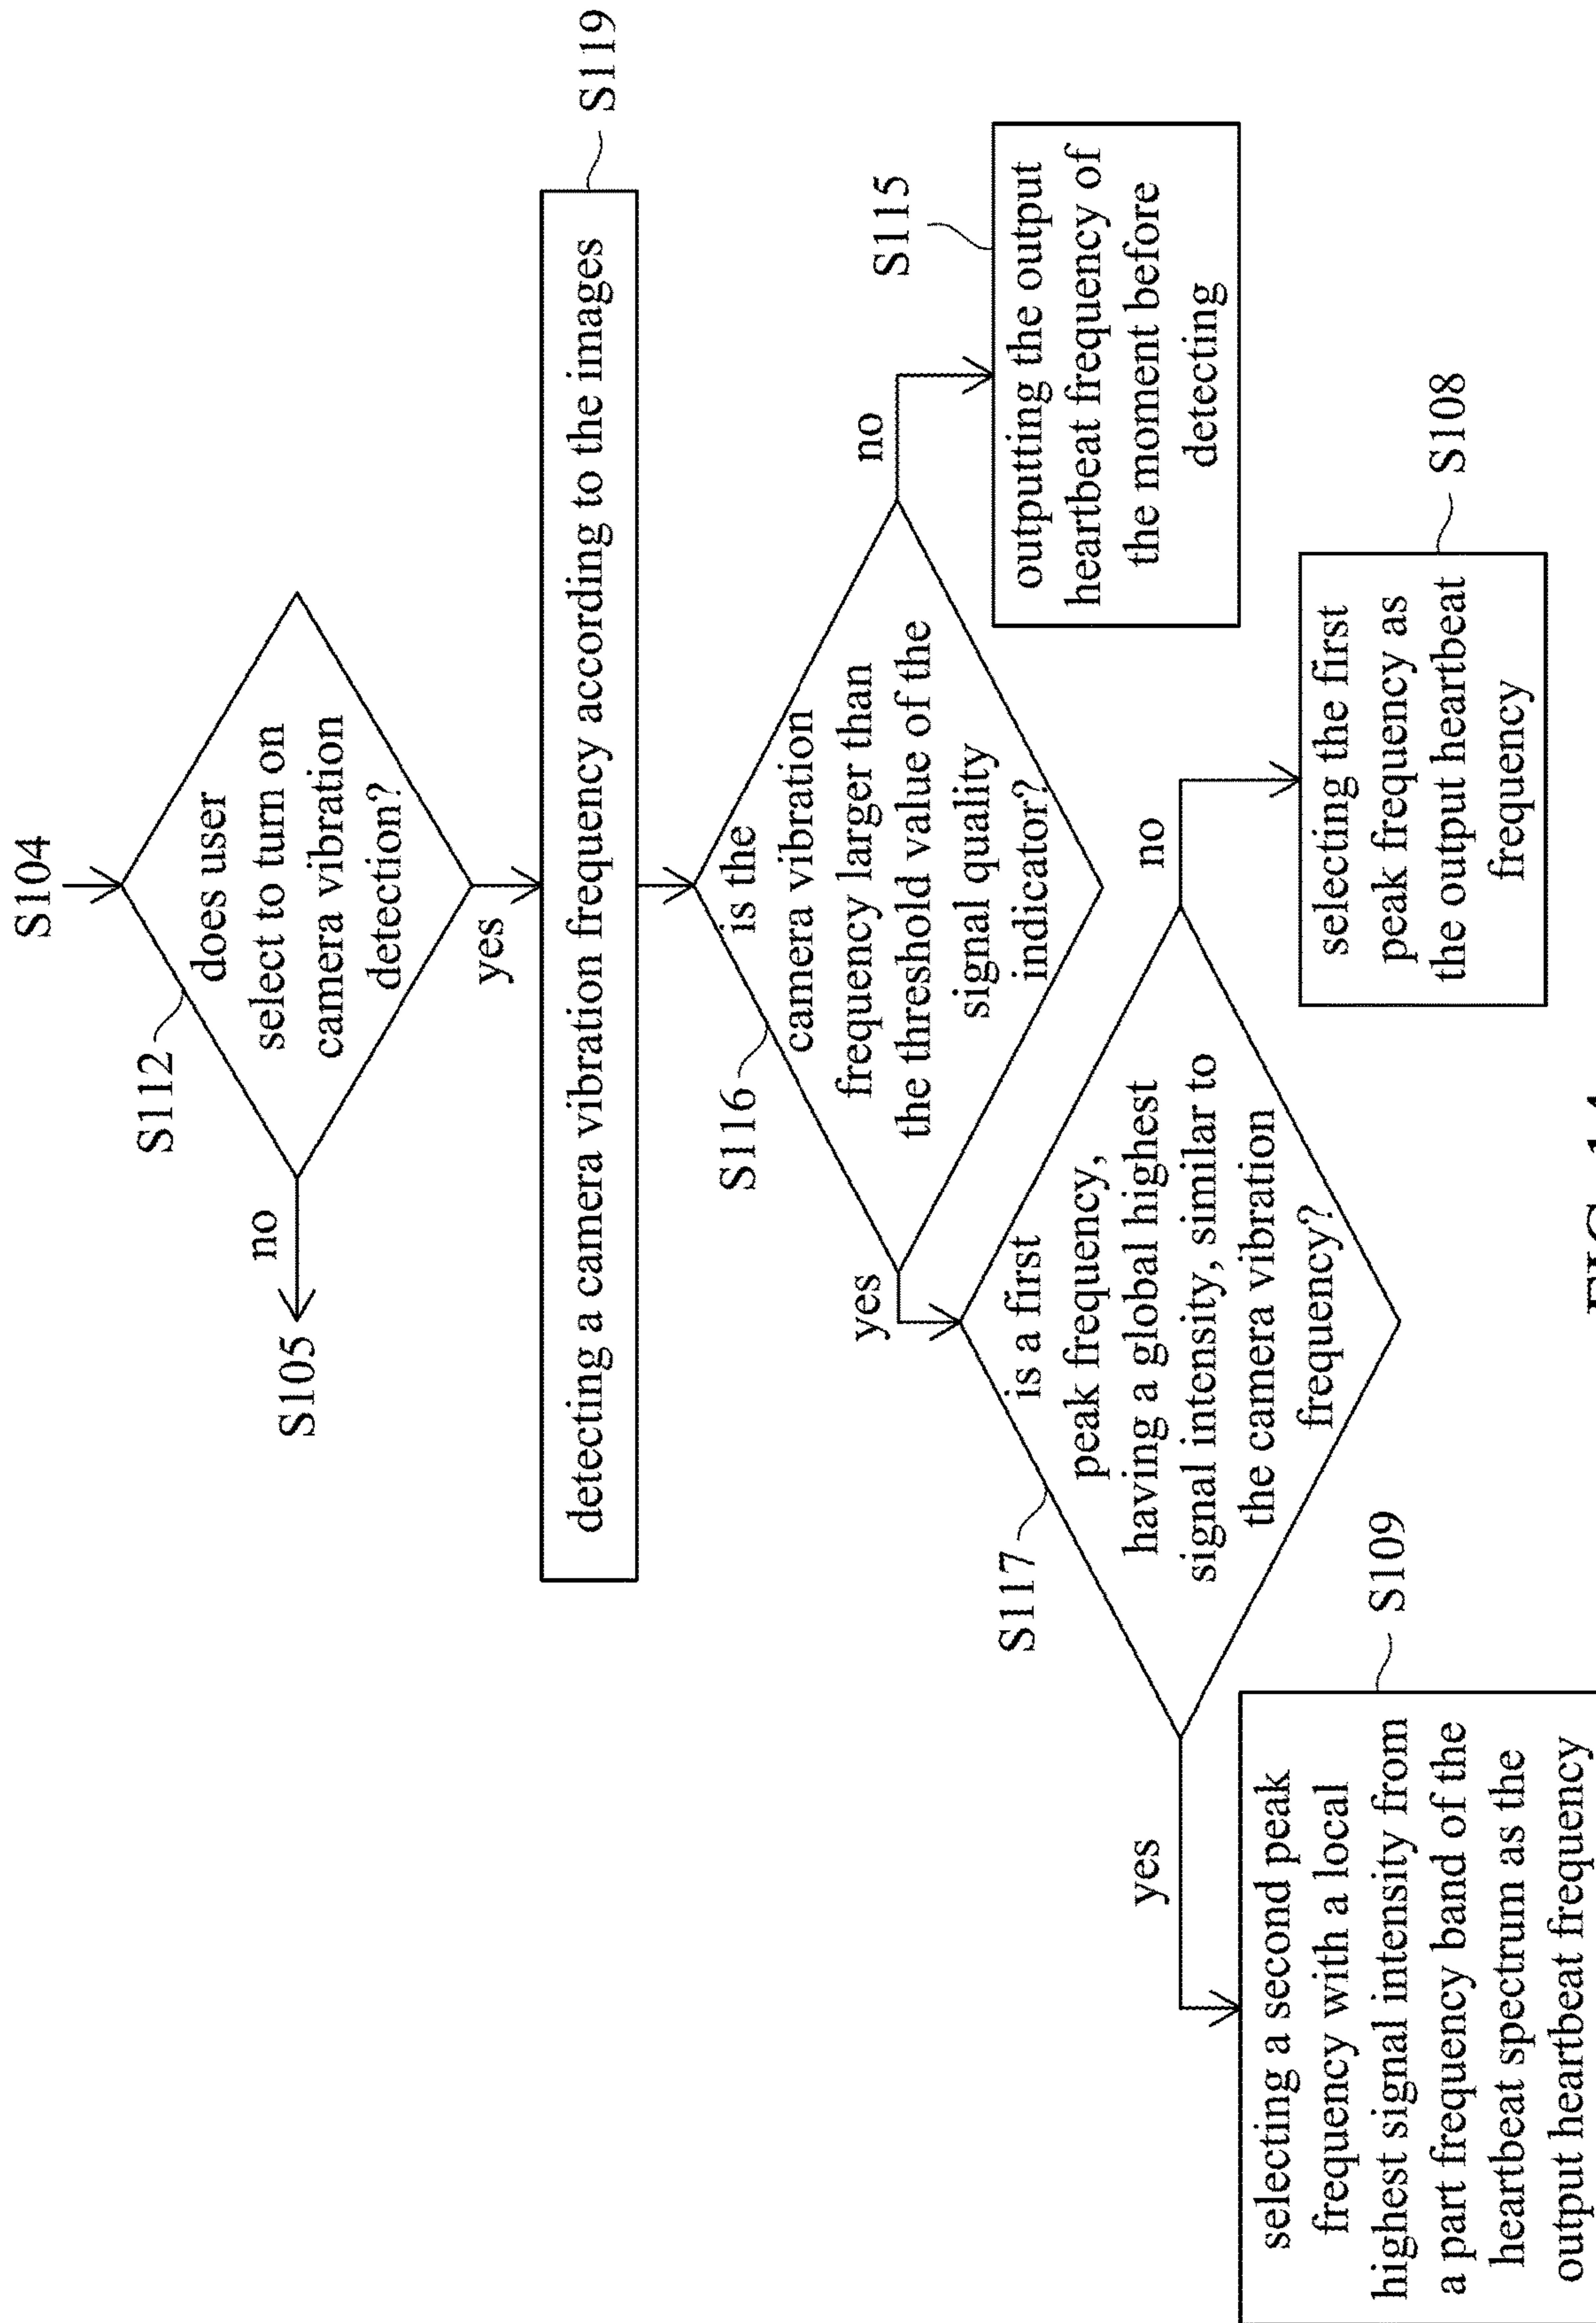 S104
S112
does user
select to turn on
camera vibration
detection?
no
S105
yes
detecting a camera vibration frequency according to the images
S119
S116
is the
camera vibration
frequency larger than
the threshold value of the
signal quality
indicator?
no
S115
outputting the output
heartbeat frequency of
the moment before
detecting
yes
S117
is a first
peak frequency,
having a global highest
signal intensity, similar to
the camera vibration
frequency?
no
selecting the first
peak frequency as
the output heartbeat
frequency
S108
yes
selecting a second peak
frequency with a local
highest signal intensity from
a part frequency band of the
heartbeat spectrum as the
output heartbeat frequency
S109